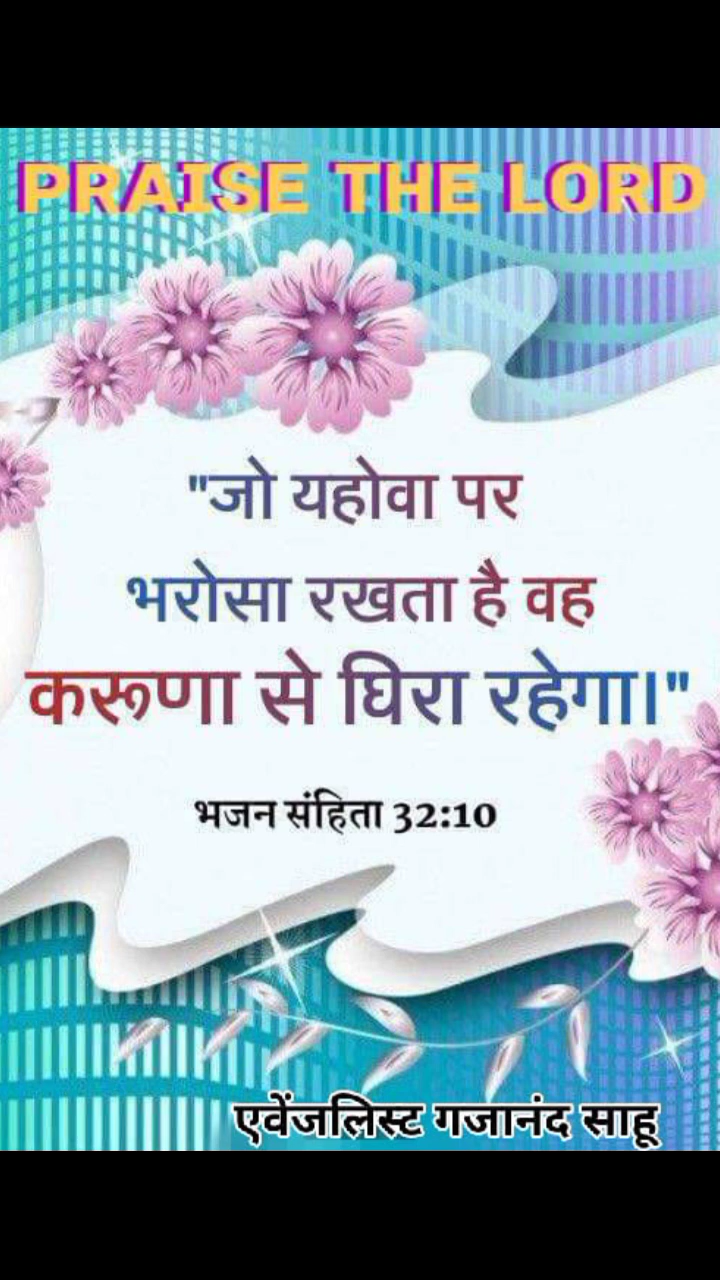 PRAISE THE LORD
"जो यहोवा पर
भरोसा रखता है वह
करूणा से घिरा रहेगा।"
भजन संहिता 32:10
एवेंजलिस्ट गजानंद साहू